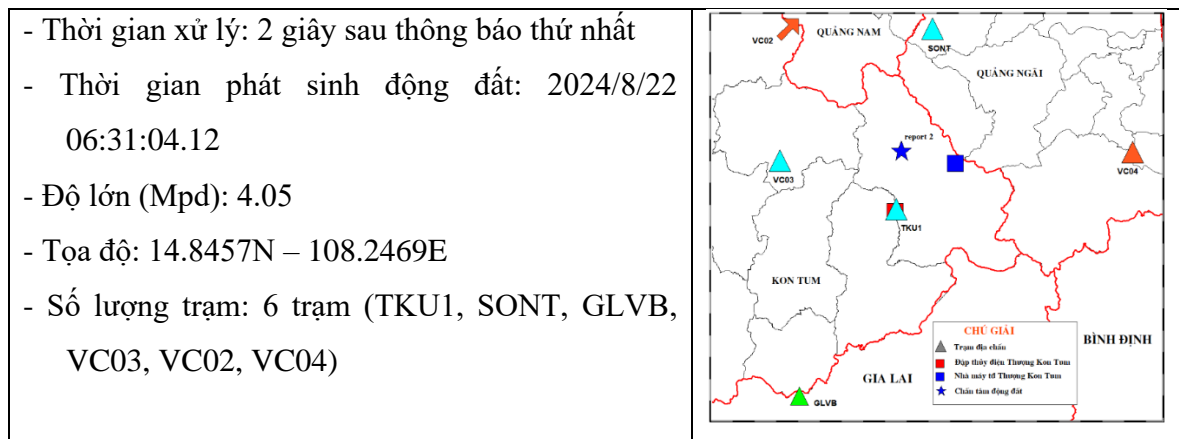 - Thời gian xử lý: 2 giây sau thông báo thứ nhất
- Thời gian phát sinh động đất: 2024/8/22
06:31:04.12
- Độ lớn (Mpd): 4.05
- Tọa độ: 14.8457N – 108.2469E
- Số lượng trạm: 6 trạm (TKU1, SONT, GLVB,
VC03, VC02, VC04)
VC02
QUẢNG NAM
SONT
QUẢNG NGÃI
report 2
VC03
VC04
TKU1
KON TUM
CHÚ GIẢI
Trạm địa chấn
Đập thủy điện Thượng Kon Tum
Nhà máy tđ Thượng Kon Tum
Chấn tâm động đất
BÌNH ĐỊNH
GIA LAI
GLVB